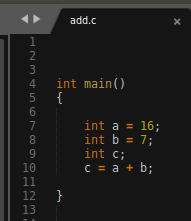 add.c
1
2
3
4 int main()
5 {
6
7 int a = 16;
8 int b = 7;
9 int c;
10 c = a + b;
11
12 }
13